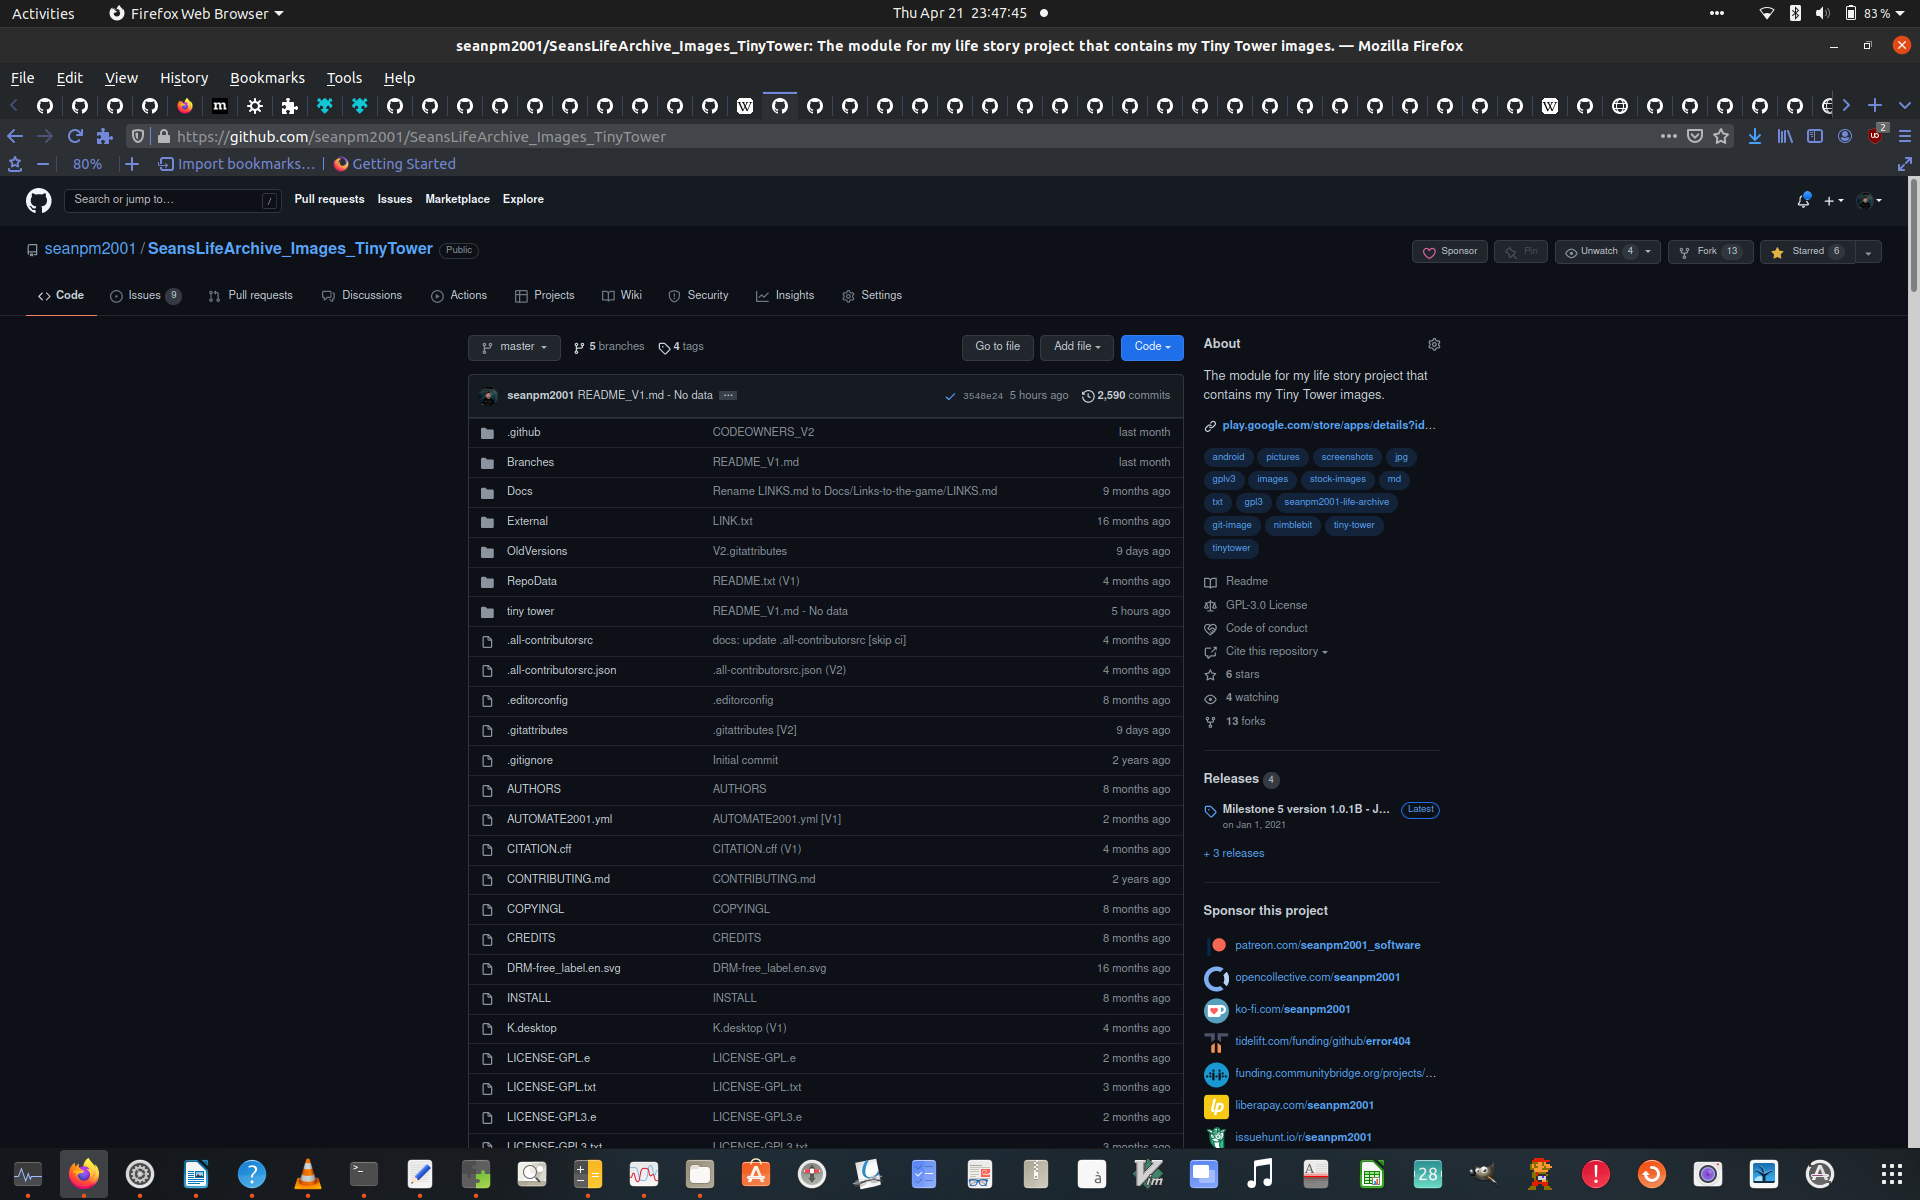 Activities Firefox Web Browser Thu Apr 21 23:47:45 83 %
seanpm2001/SeansLifeArchive_Images_TinyTower: The module for my life story project that contains my Tiny Tower images. — Mozilla Firefox
File Edit View History Bookmarks Tools Help
https://github.com/seanpm2001/SeansLifeArchive_Images_TinyTower 2
80% Import bookmarks... Getting Started
Search or jump to... / Pull requests Issues Marketplace Explore
seanpm2001 / SeansLifeArchive_Images_TinyTower Public Sponsor Pin Unwatch 4 Fork 13 Starred 6
Code Issues 9 Pull requests Discussions Actions Projects Wiki Security Insights Settings
master 5 branches 4 tags Go to file Add file Code
seanpm2001 README_V1.md - No data 3548e24 5 hours ago 2,590 commits
.github CODEOWNERS_V2 last month
Branches README_V1.md last month
Docs Rename LINKS.md to Docs/Links-to-the-game/LINKS.md 9 months ago
External LINK.txt 16 months ago
OldVersions V2.gitattributes 9 days ago
RepoData README.txt (V1) 4 months ago
tiny tower README_V1.md - No data 5 hours ago
.all-contributorsrc docs: update .all-contributorsrc [skip ci] 4 months ago
.all-contributorsrc.json .all-contributorsrc.json (V2) 4 months ago
.editorconfig .editorconfig 8 months ago
.gitattributes .gitattributes [V2] 9 days ago
.gitignore Initial commit 2 years ago
AUTHORS AUTHORS 8 months ago
AUTOMATE2001.yml AUTOMATE2001.yml [V1] 2 months ago
CITATION.cff CITATION.cff (V1) 4 months ago
CONTRIBUTING.md CONTRIBUTING.md 2 years ago
COPYINGL COPYINGL 8 months ago
CREDITS CREDITS 8 months ago
DRM-free_label.en.svg DRM-free_label.en.svg 16 months ago
INSTALL INSTALL 8 months ago
K.desktop K.desktop (V1) 4 months ago
LICENSE-GPL.e LICENSE-GPL.e 2 months ago
LICENSE-GPL.txt LICENSE-GPL.txt 3 months ago
LICENSE-GPL3.e LICENSE-GPL3.e 2 months ago
LICENSE-GPL3.txt LICENSE-GPL3.txt 3 months ago
About
The module for my life story project that
contains my Tiny Tower images.
play.google.com/store/apps/details?id...
android pictures screenshots jpg
gplv3 images stock-images md
txt gpl3 seanpm2001-life-archive
git-image nimblebit tiny-tower
tinytower
Readme
GPL-3.0 License
Code of conduct
Cite this repository
6 stars
4 watching
13 forks
Releases 4
Milestone 5 version 1.0.1B - J... Latest
on Jan 1, 2021
+ 3 releases
Sponsor this project
patreon.com/seanpm2001_software
opencollective.com/seanpm2001
ko-fi.com/seanpm2001
tidelift.com/funding/github/error404
funding.communitybridge.org/projects/...
liberapay.com/seanpm2001
issuehunt.io/r/seanpm2001
28